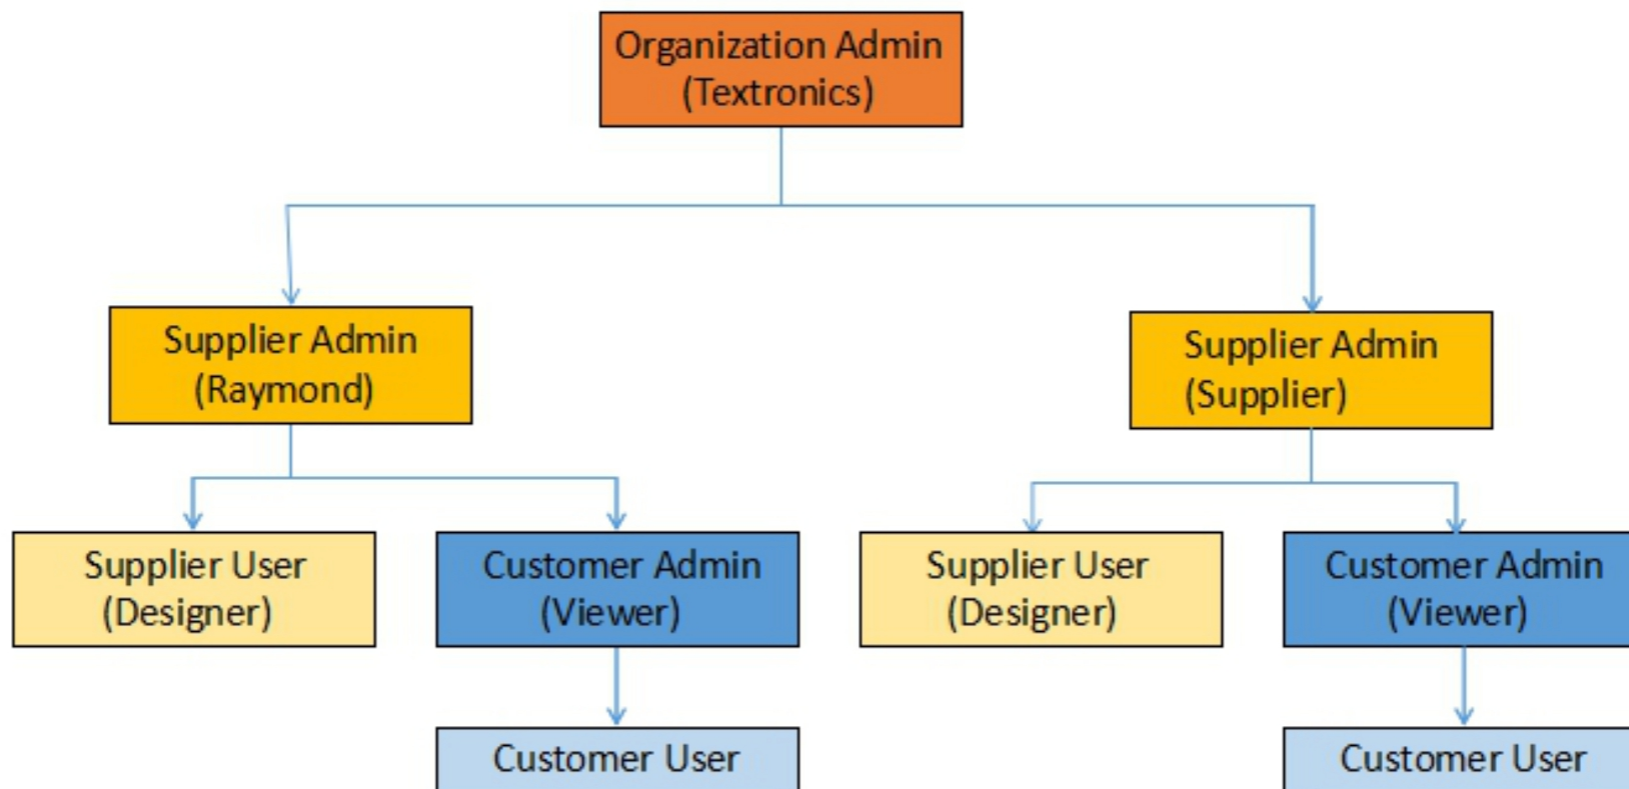 Organization Admin
(Textronics)
Supplier Admin
(Raymond)
Supplier Admin
(Supplier)
Supplier User
(Designer)
Customer Admin
(Viewer)
Supplier User
(Designer)
Customer Admin
(Viewer)
Customer User
Customer User